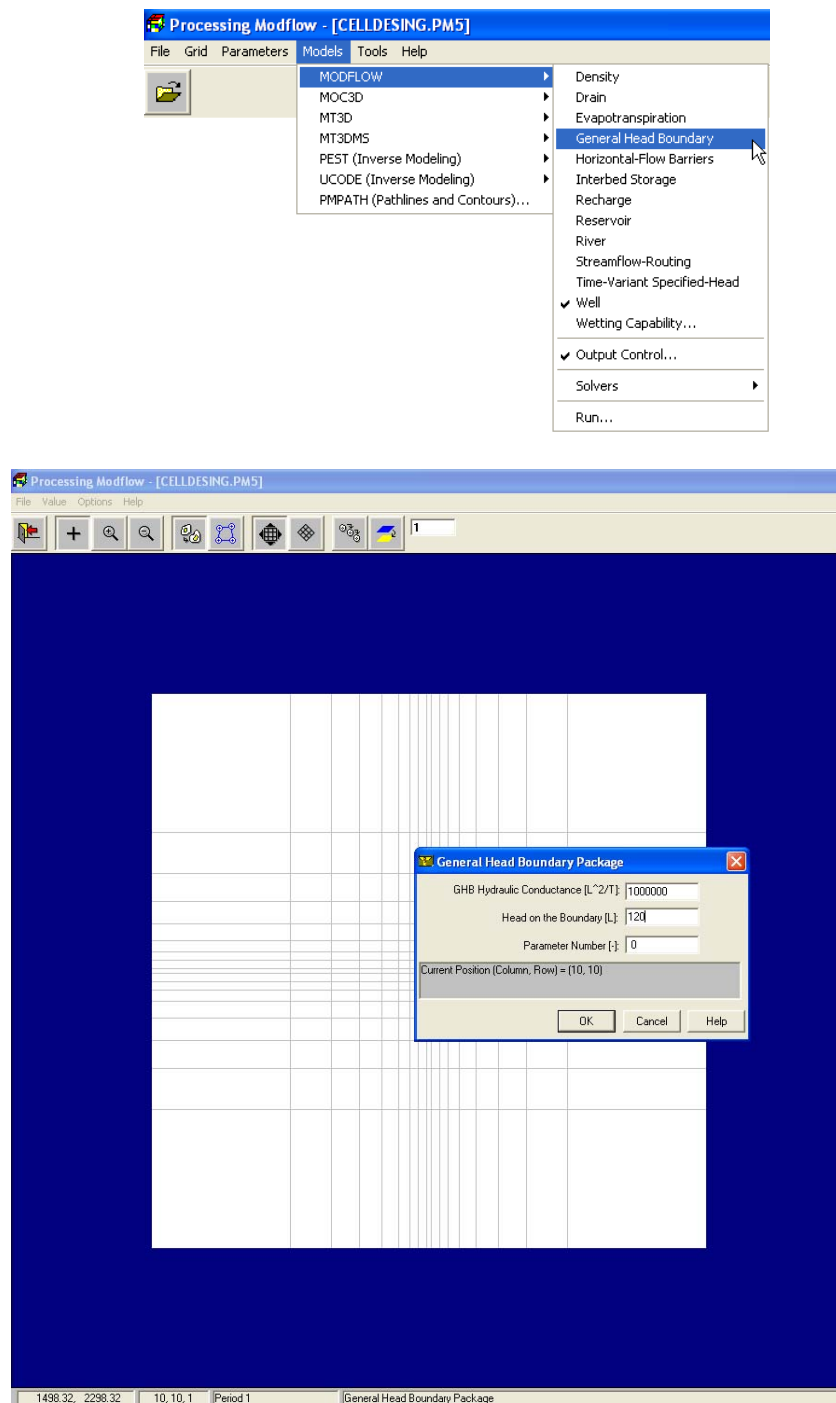 Processing Modflow - [CELLDESING.PM5]
File Grid Parameters Models Tools Help
MODFLOW
MOC3D
MT3D
MT3DMS
PEST (Inverse Modeling)
UCODE (Inverse Modeling)
PMPATH (Pathlines and Contours)...
Density
Drain
Evapotranspiration
General Head Boundary
Horizontal-Flow Barriers
Interbed Storage
Recharge
Reservoir
River
Streamflow-Routing
Time-Variant Specified-Head
Well
Wetting Capability...
Output Control...
Solvers
Run...
Processing Modflow - [CELLDESING.PM5]
File Value Options Help
1
General Head Boundary Package
GHB Hydraulic Conductance [L^2/T]: 1000000
Head on the Boundary [L]: 120
Parameter Number [-]: 0
Current Position (Column, Row) = (10, 10)
OK Cancel Help
1498.32, 2298.32 10, 10, 1 Period 1 General Head Boundary Package